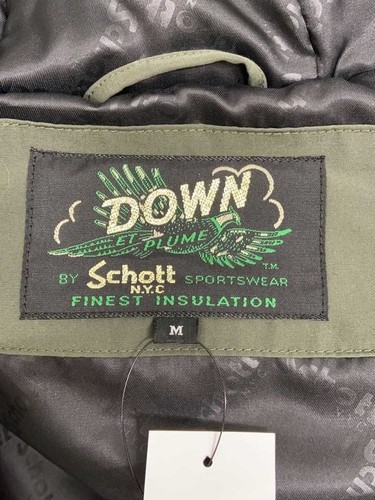 DOWN
ET PLUME
T.M.
BY Schott SPORTSWEAR
N.Y.C
FINEST INSULATION
M